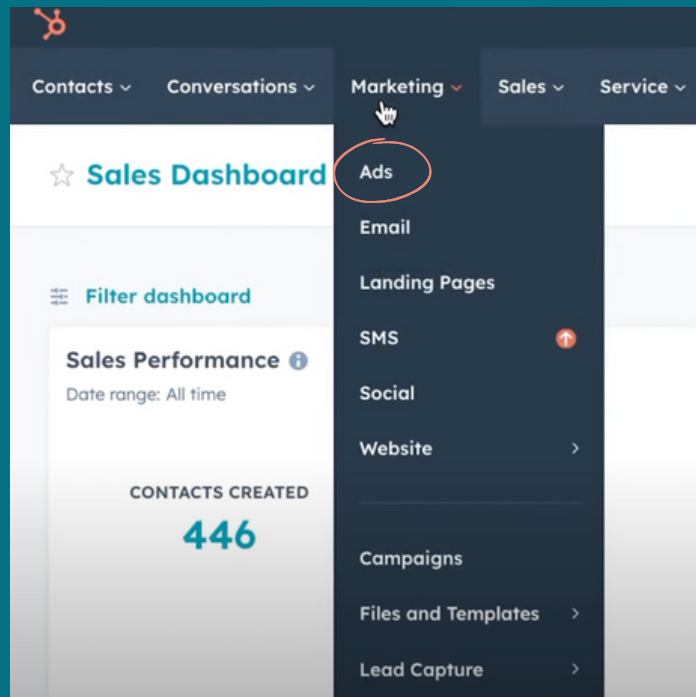 Contacts
Conversations
Marketing
Sales
Service
Sales Dashboard
Filter dashboard
Sales Performance
Date range: All time
CONTACTS CREATED
446
Ads
Email
Landing Pages
SMS
Social
Website
Campaigns
Files and Templates
Lead Capture